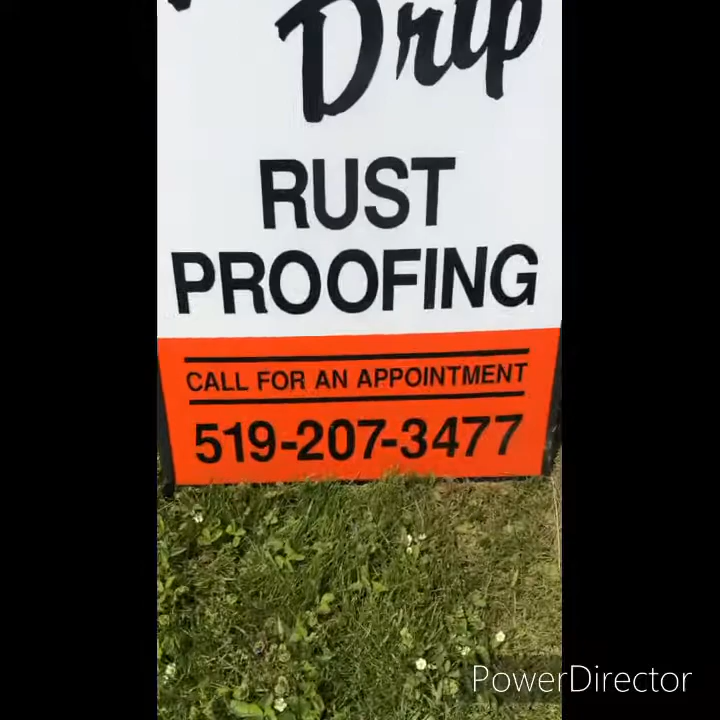 Drip
RUST
PROOFING
CALL FOR AN APPOINTMENT
519-207-3477
PowerDirector